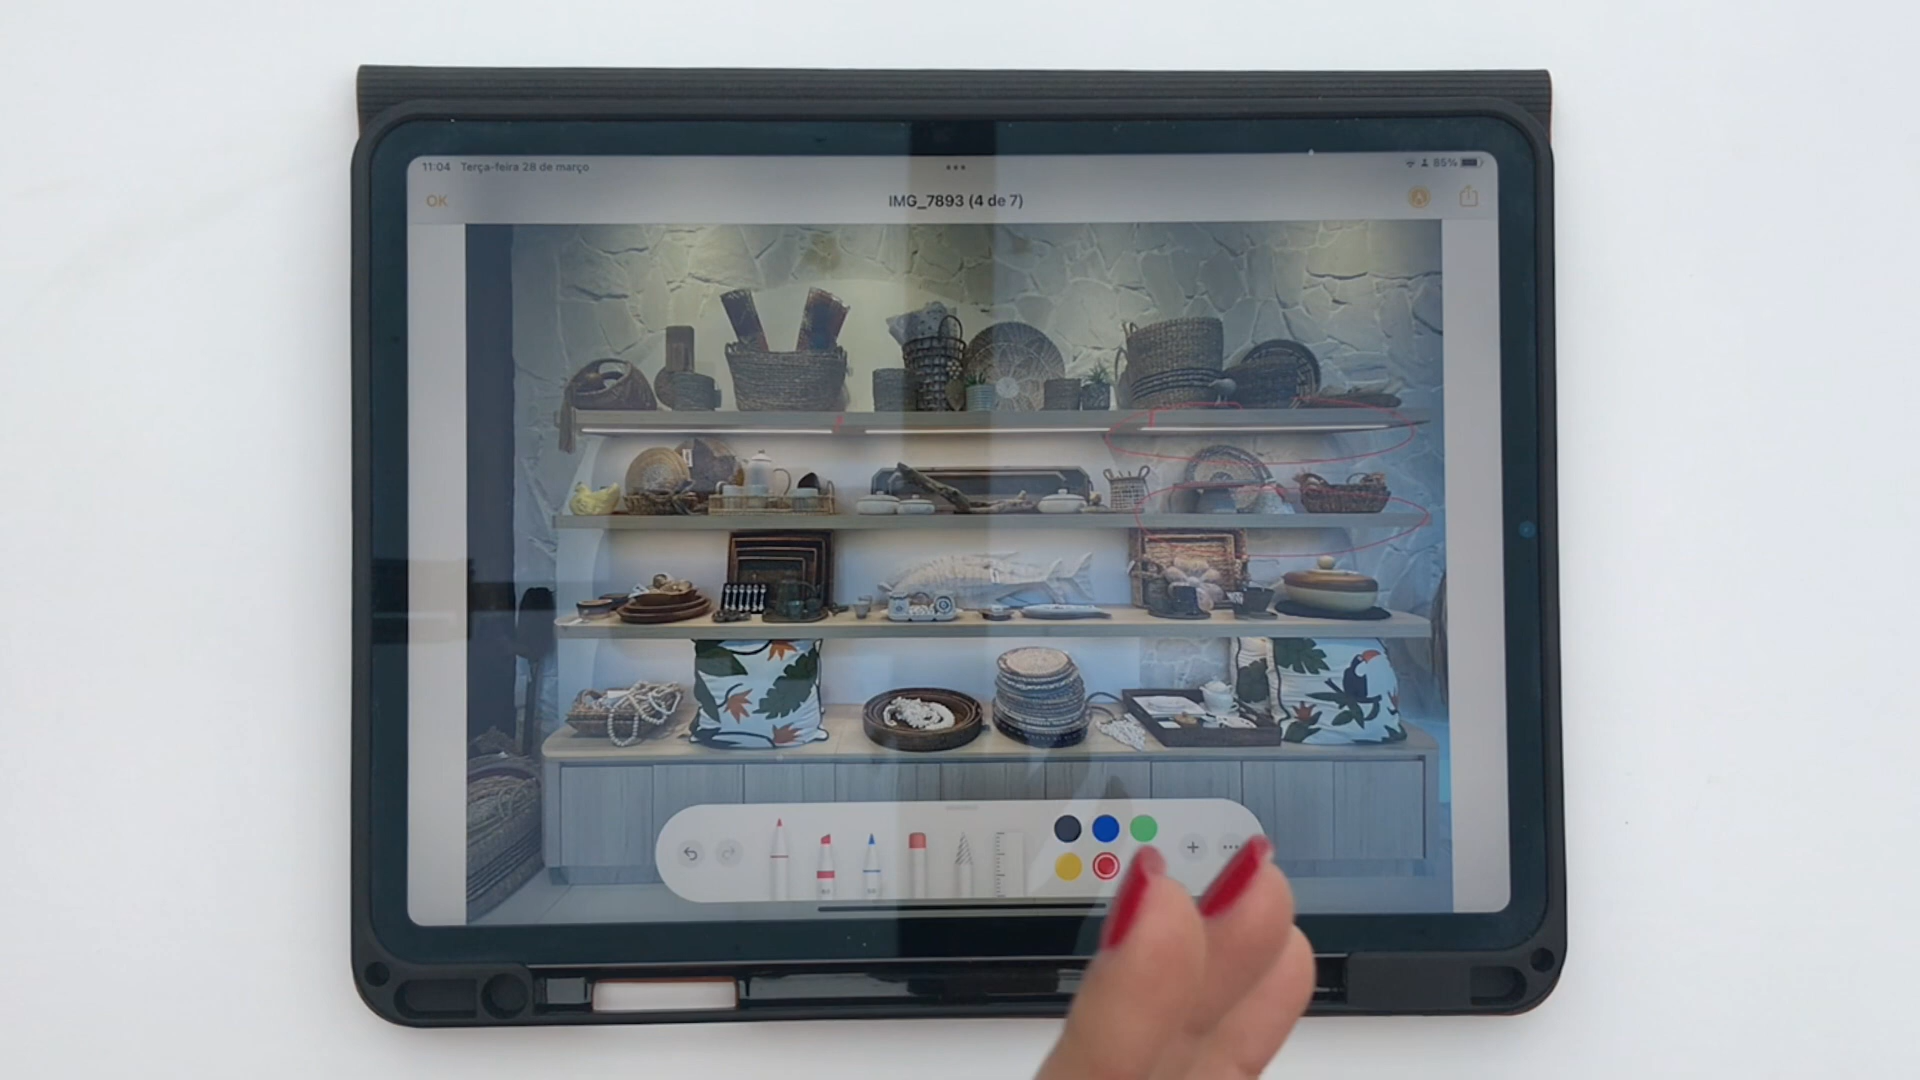 11:04 Terça-feira 28 de março
85%
OK
IMG_7893 (4 de 7)